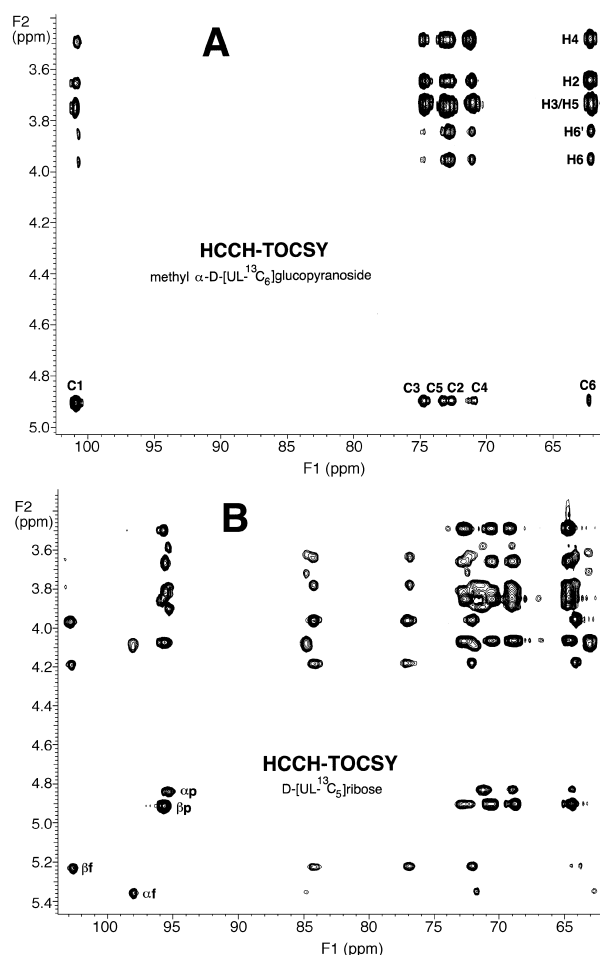 F2
(ppm)
A
3.6
3.8
4.0
4.2
4.4
4.6
4.8
5.0
H4
H2
H3/H5
H6'
H6
HCCH-TOCSY
methyl α-D-[UL-¹³C₆]glucopyranoside
C1
C3 C5 C2 C4
C6
100 95 90 85 80 75 70 65
F1 (ppm)
F2
(ppm)
B
3.6
3.8
4.0
4.2
4.4
4.6
4.8
5.0
5.2
5.4
HCCH-TOCSY
D-[UL-¹³C₅]ribose
αp
βp
βf
αf
100 95 90 85 80 75 70 65
F1 (ppm)